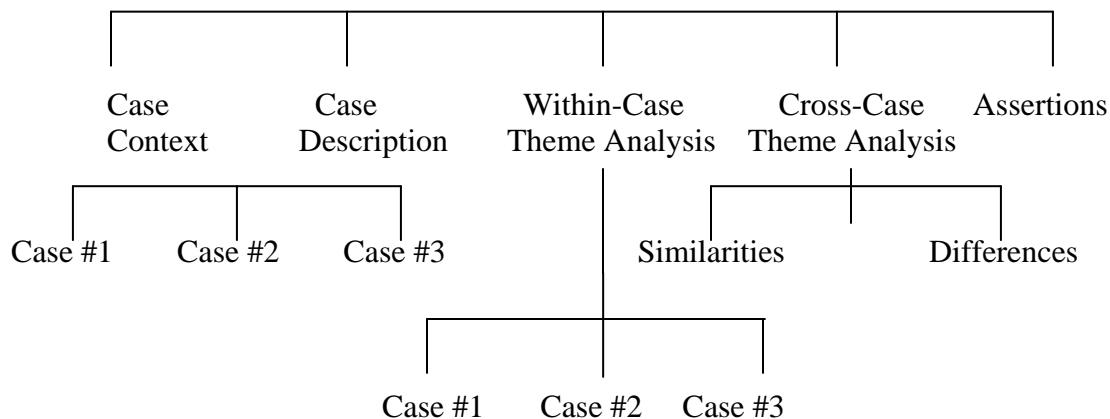 Case Context
Case Description
Within-Case Theme Analysis
Cross-Case Theme Analysis
Assertions
Case #1 Case #2 Case #3
Similarities Differences
Case #1 Case #2 Case #3